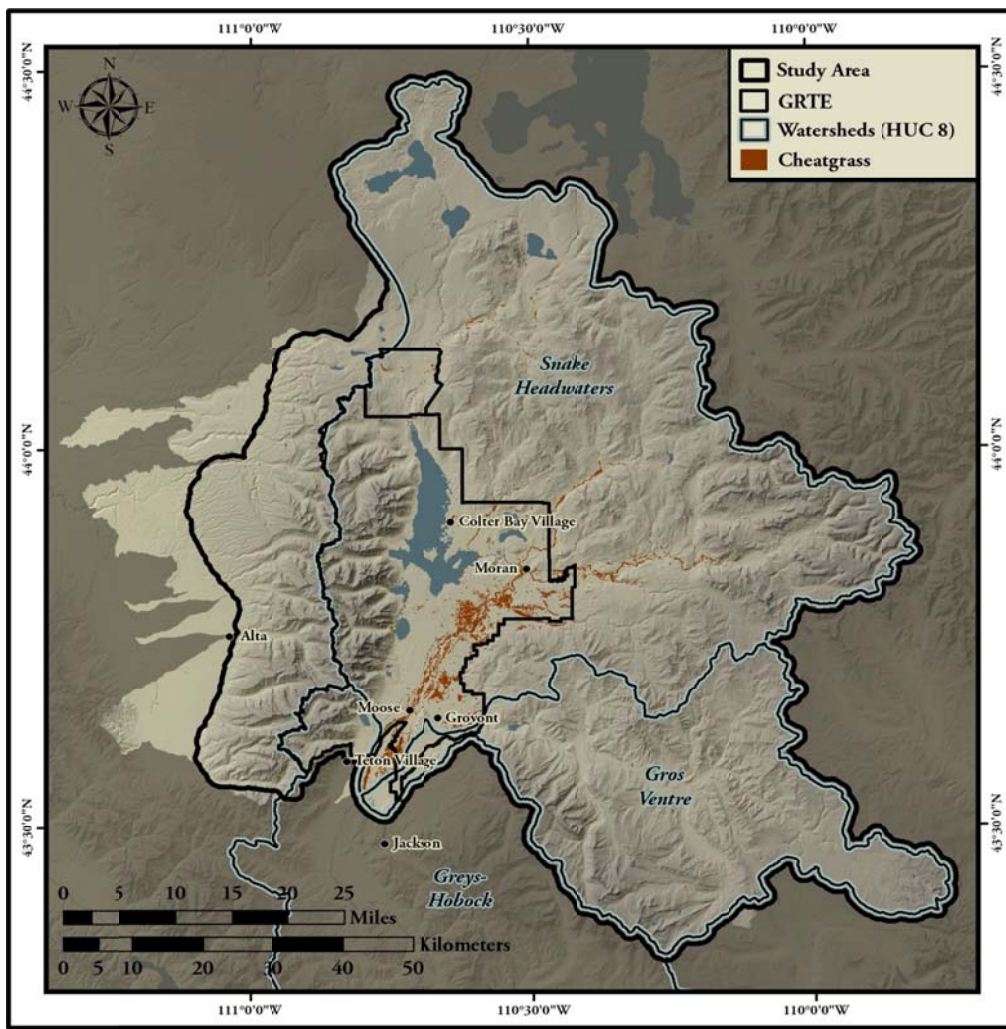 111°0'0"W
110°30'0"W
110°0'0"W
44°30'0"N
44°30'0"N
N
W
E
S
Study Area
GRTE
Watersheds (HUC 8)
Cheatgrass
Snake
Headwaters
44°0'0"N
44°0'0"N
Colter Bay Village
Moran
Alta
Moose
Grovont
Teton Village
Gros
Ventre
43°30'0"N
43°30'0"N
Jackson
Greys-
Hobock
0 5 10 15 20 25
Miles
Kilometers
0 5 10 20 30 40 50
111°0'0"W
110°30'0"W
110°0'0"W